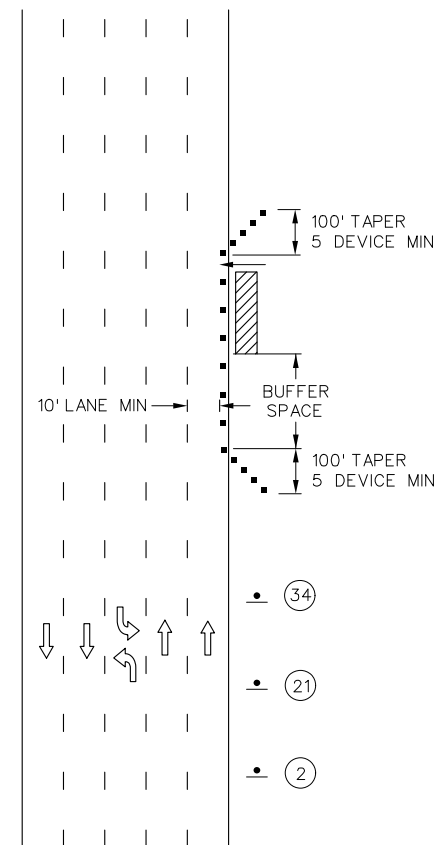 100' TAPER
5 DEVICE MIN
10' LANE MIN
BUFFER
SPACE
100' TAPER
5 DEVICE MIN
34
21
2